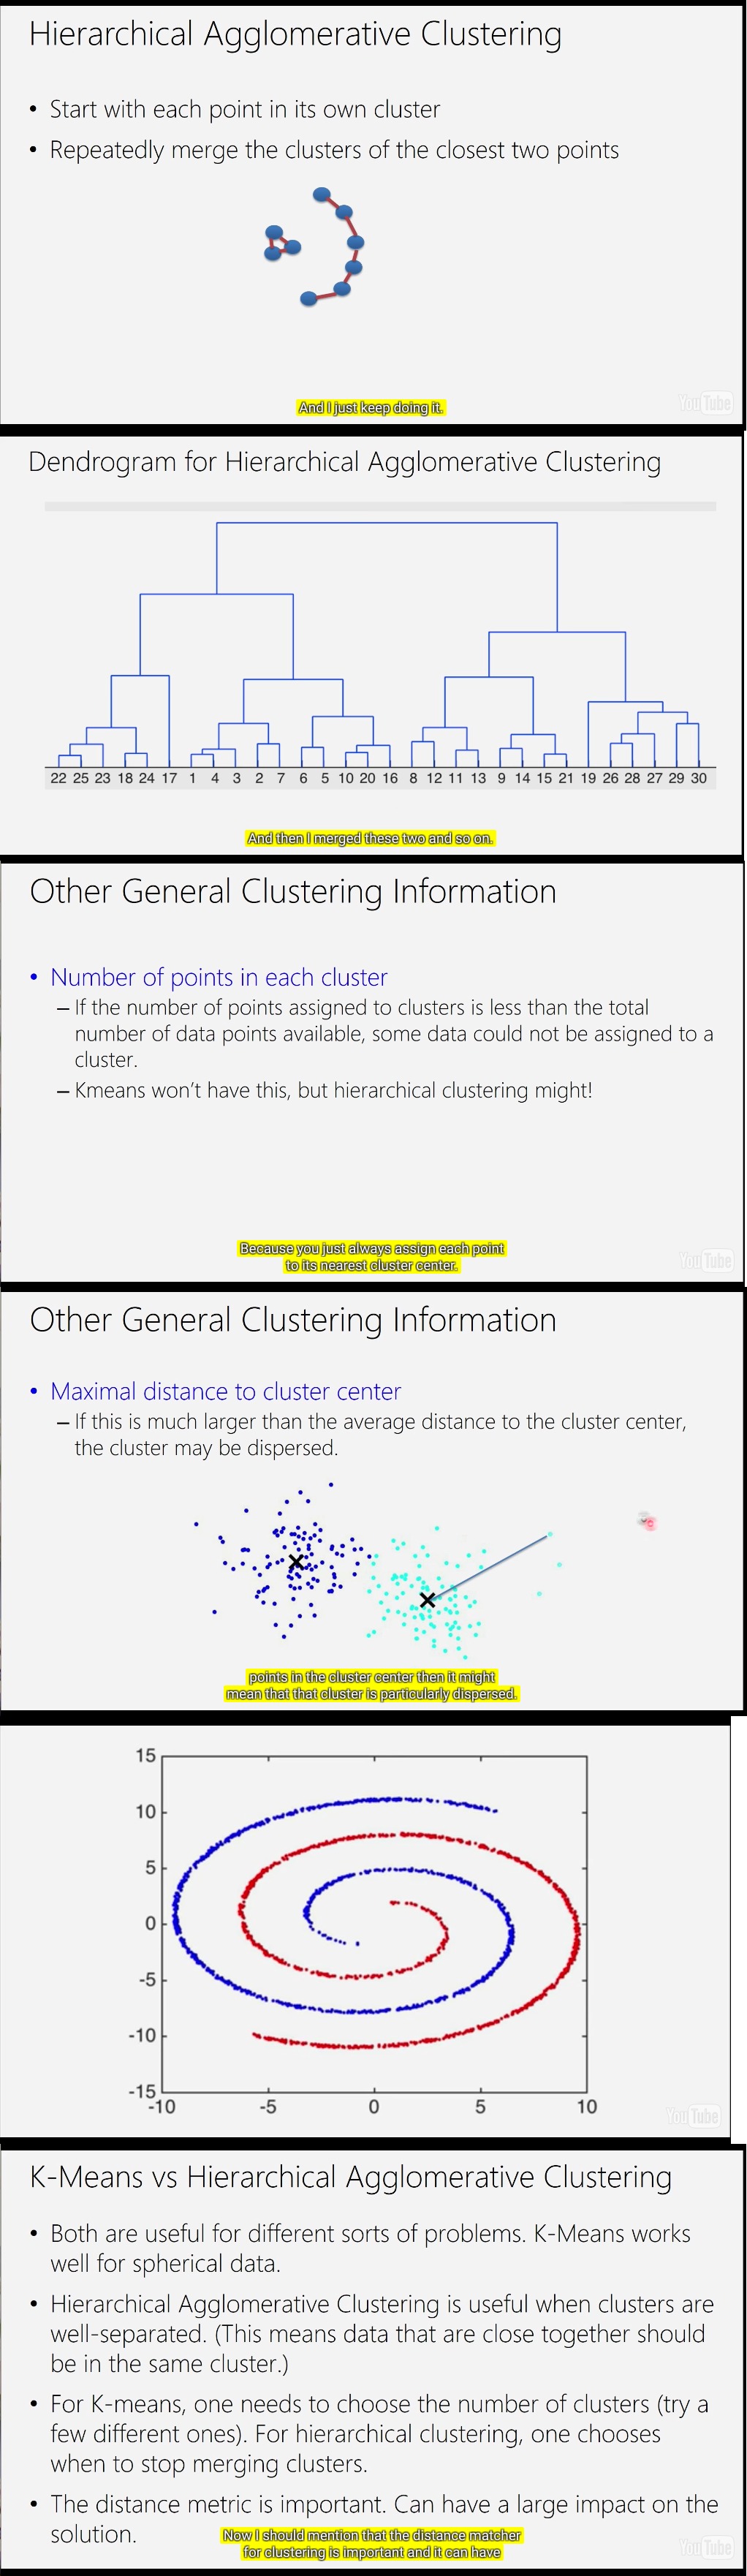 Hierarchical Agglomerative Clustering
• Start with each point in its own cluster
• Repeatedly merge the clusters of the closest two points
And I just keep doing it.
YouTube
Dendrogram for Hierarchical Agglomerative Clustering
22 25 23 18 24 17 1 4 3 2 7 6 5 10 20 16 8 12 11 13 9 14 15 21 19 26 28 27 29 30
And then I merged these two and so on.
Other General Clustering Information
• Number of points in each cluster
– If the number of points assigned to clusters is less than the total
number of data points available, some data could not be assigned to a
cluster.
– Kmeans won't have this, but hierarchical clustering might!
Because you just always assign each point
to its nearest cluster center.
YouTube
Other General Clustering Information
• Maximal distance to cluster center
– If this is much larger than the average distance to the cluster center,
the cluster may be dispersed.
points in the cluster center then it might
mean that that cluster is particularly dispersed.
15
10
5
0
-5
-10
-15
-10 -5 0 5 10
YouTube
K-Means vs Hierarchical Agglomerative Clustering
• Both are useful for different sorts of problems. K-Means works
well for spherical data.
• Hierarchical Agglomerative Clustering is useful when clusters are
well-separated. (This means data that are close together should
be in the same cluster.)
• For K-means, one needs to choose the number of clusters (try a
few different ones). For hierarchical clustering, one chooses
when to stop merging clusters.
• The distance metric is important. Can have a large impact on the
solution.
Now I should mention that the distance matcher
for clustering is important and it can have
YouTube